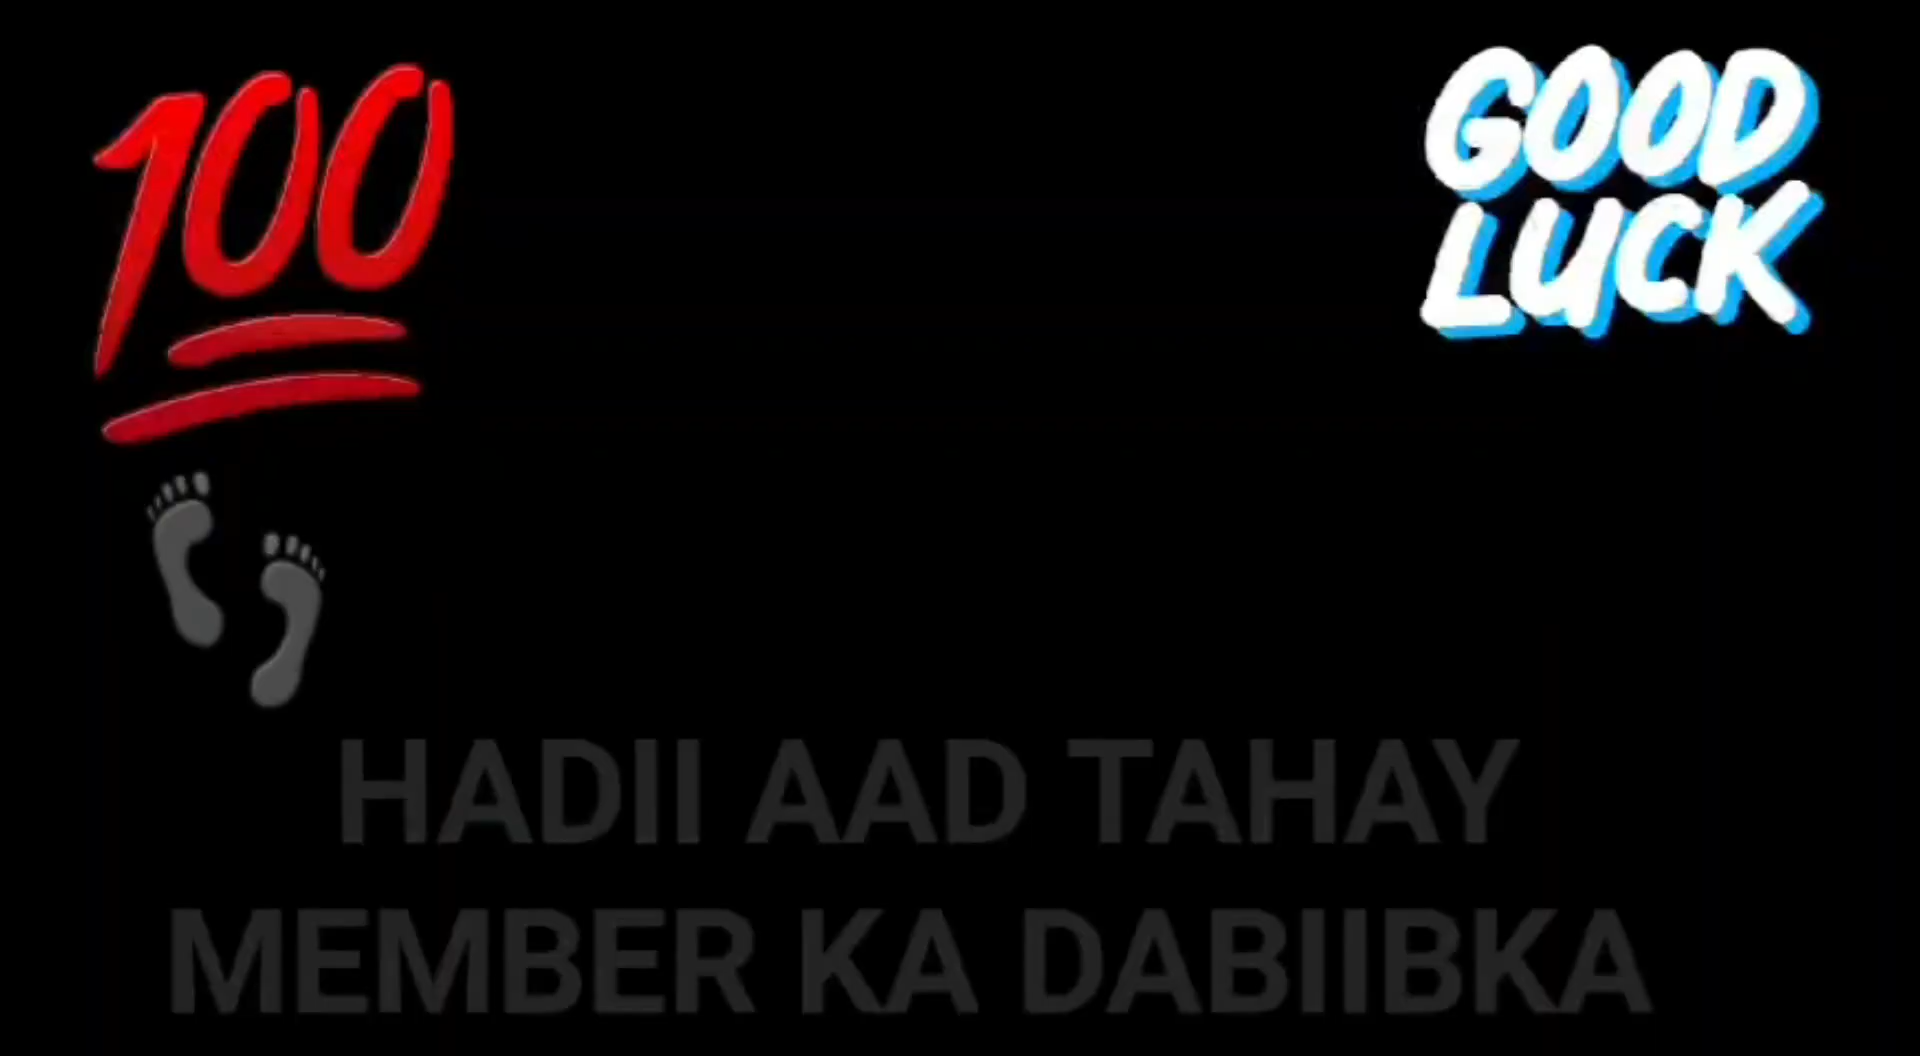 100
GOOD
LUCK
HADII AAD TAHAY
MEMBER KA DABIIBKA